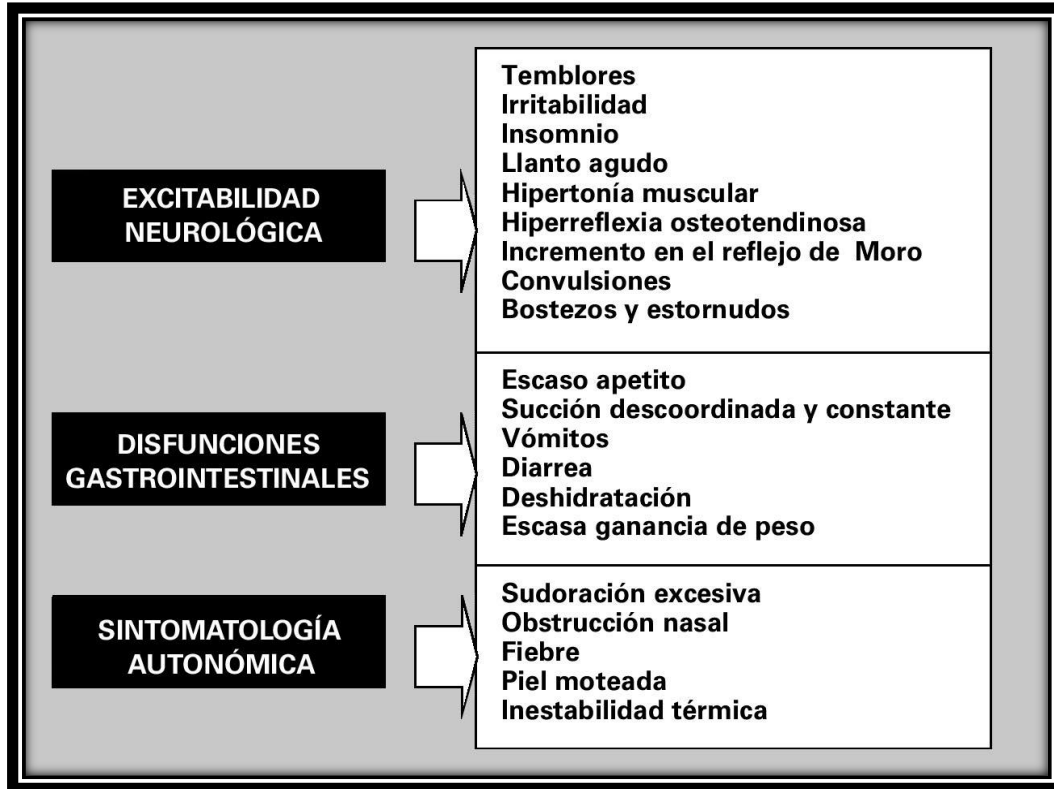 EXCITABILIDAD
NEUROLÓGICA
Temblores
Irritabilidad
Insomnio
Llanto agudo
Hipertonía muscular
Hiperreflexia osteotendinosa
Incremento en el reflejo de Moro
Convulsiones
Bostezos y estornudos
DISFUNCIONES
GASTROINTESTINALES
Escaso apetito
Succión descoordinada y constante
Vómitos
Diarrea
Deshidratación
Escasa ganancia de peso
SINTOMATOLOGÍA
AUTONÓMICA
Sudoración excesiva
Obstrucción nasal
Fiebre
Piel moteada
Inestabilidad térmica